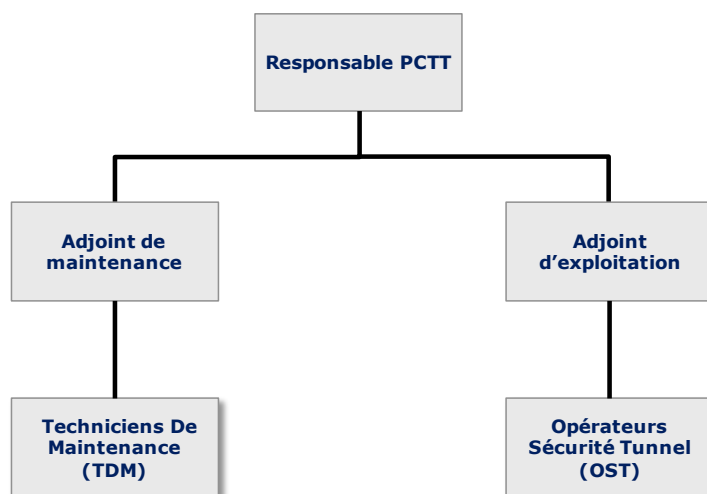 Responsable PCTT
Adjoint de
maintenance
Adjoint
d’exploitation
Techniciens De
Maintenance
(TDM)
Opérateurs
Sécurité Tunnel
(OST)